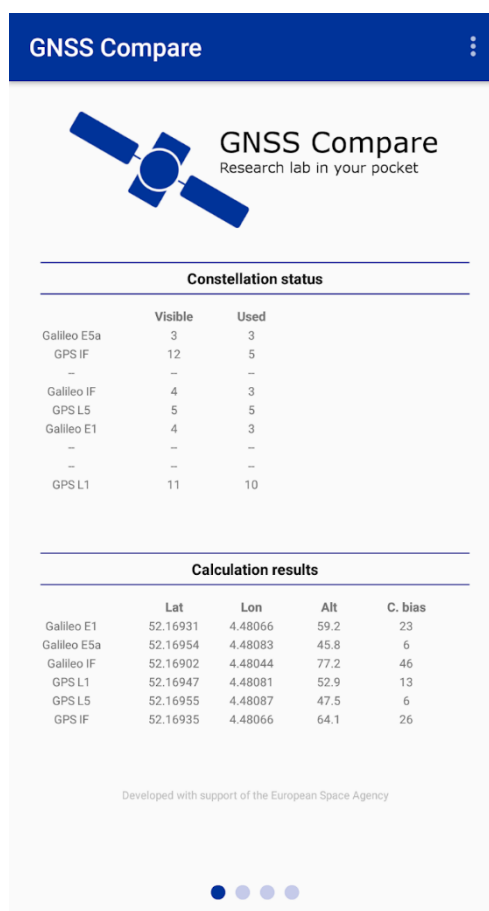 GNSS Compare
GNSS Compare
Research lab in your pocket
Constellation status
Visible Used
Galileo E5a 3 3
GPS IF 12 5
-- -- --
Galileo IF 4 3
GPS L5 5 5
Galileo E1 4 3
-- -- --
-- -- --
GPS L1 11 10
Calculation results
Lat Lon Alt C. bias
Galileo E1 52.16931 4.48066 59.2 23
Galileo E5a 52.16954 4.48083 45.8 6
Galileo IF 52.16902 4.48044 77.2 46
GPS L1 52.16947 4.48081 52.9 13
GPS L5 52.16955 4.48087 47.5 6
GPS IF 52.16935 4.48066 64.1 26
Developed with support of the European Space Agency